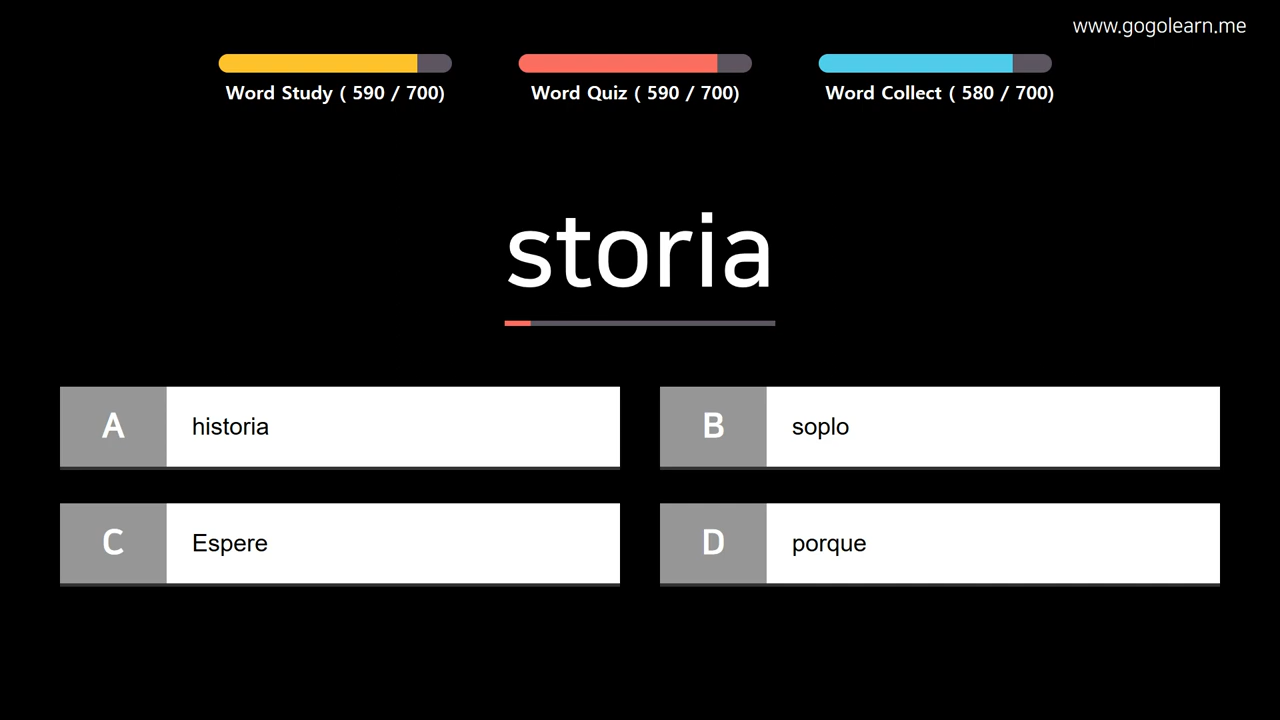 www.gogolearn.me
Word Study ( 590 / 700)
Word Quiz ( 590 / 700)
Word Collect ( 580 / 700)
storia
A historia
B soplo
C Espere
D porque